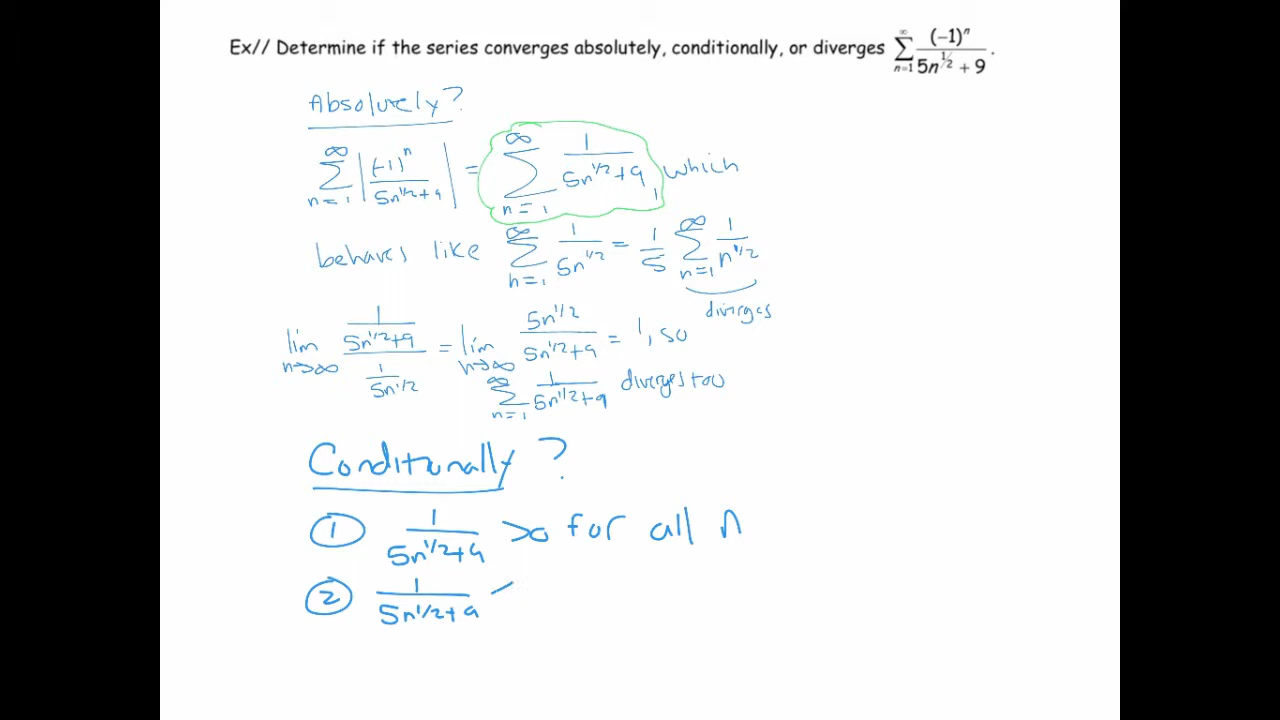 Ex// Determine if the series converges absolutely, conditionally, or diverges ∑_{n=1}^{∞} (-1)^n / (5n^{1/2} + 9) .
Absolutely?
∑_{n=1}^{∞} | (-1)^n / (5n^{1/2}+9) | = ∑_{n=1}^{∞} 1 / (5n^{1/2}+9) , which
behaves like ∑_{n=1}^{∞} 1 / (5n^{1/2}) = 1/5 ∑_{n=1}^{∞} 1 / n^{1/2}
diverges
lim_{n→∞} (1 / (5n^{1/2}+9)) / (1 / (5n^{1/2})) = lim_{n→∞} 5n^{1/2} / (5n^{1/2}+9) = 1, so
∑_{n=1}^{∞} 1 / (5n^{1/2}+9) diverges too
Conditionally?
① 1 / (5n^{1/2}+9) >0 for all n
② 1 / (5n^{1/2}+9)